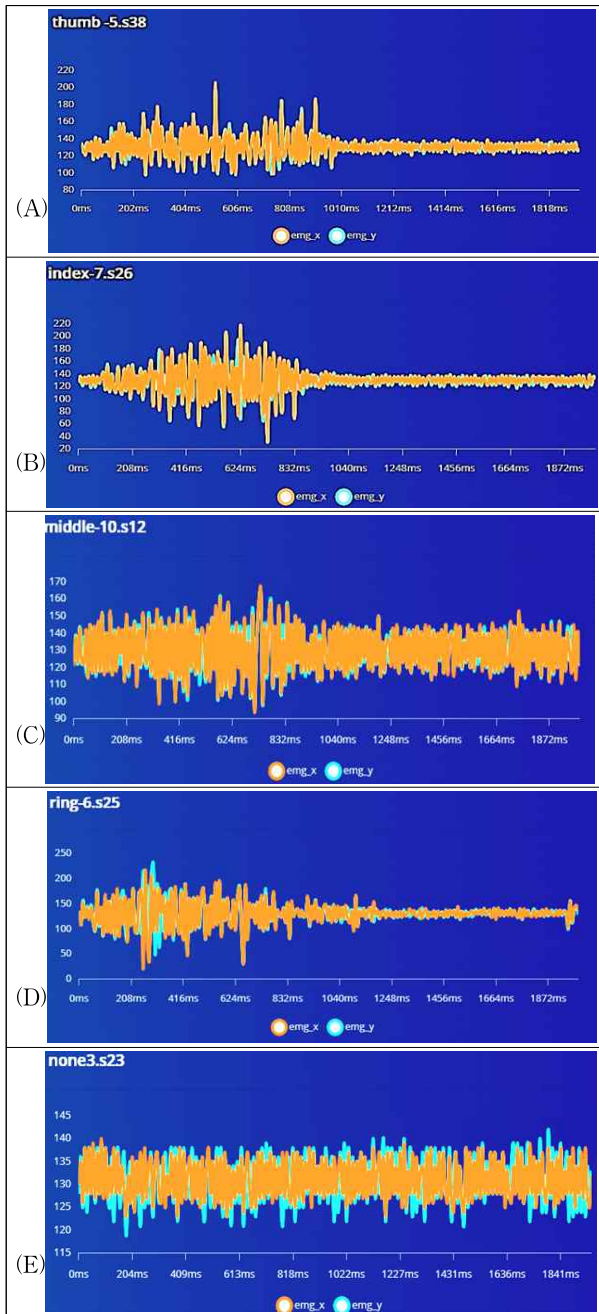 thumb -5.s38
220
200
180
160
140
120
100
80
0ms 202ms 404ms 606ms 808ms 1010ms 1212ms 1414ms 1616ms 1818ms
(A)
emg_x emg_y
index-7.s26
220
200
180
160
140
120
100
80
60
40
20
0ms 208ms 416ms 624ms 832ms 1040ms 1248ms 1456ms 1664ms 1872ms
(B)
emg_x emg_y
middle-10.s12
170
160
150
140
130
120
110
100
90
0ms 208ms 416ms 624ms 832ms 1040ms 1248ms 1456ms 1664ms 1872ms
(C)
emg_x emg_y
ring-6.s25
250
200
150
100
50
0
0ms 208ms 416ms 624ms 832ms 1040ms 1248ms 1456ms 1664ms 1872ms
(D)
emg_x emg_y
none3.s23
145
140
135
130
125
120
115
0ms 204ms 409ms 613ms 818ms 1022ms 1227ms 1431ms 1636ms 1841ms
(E)
emg_x emg_y